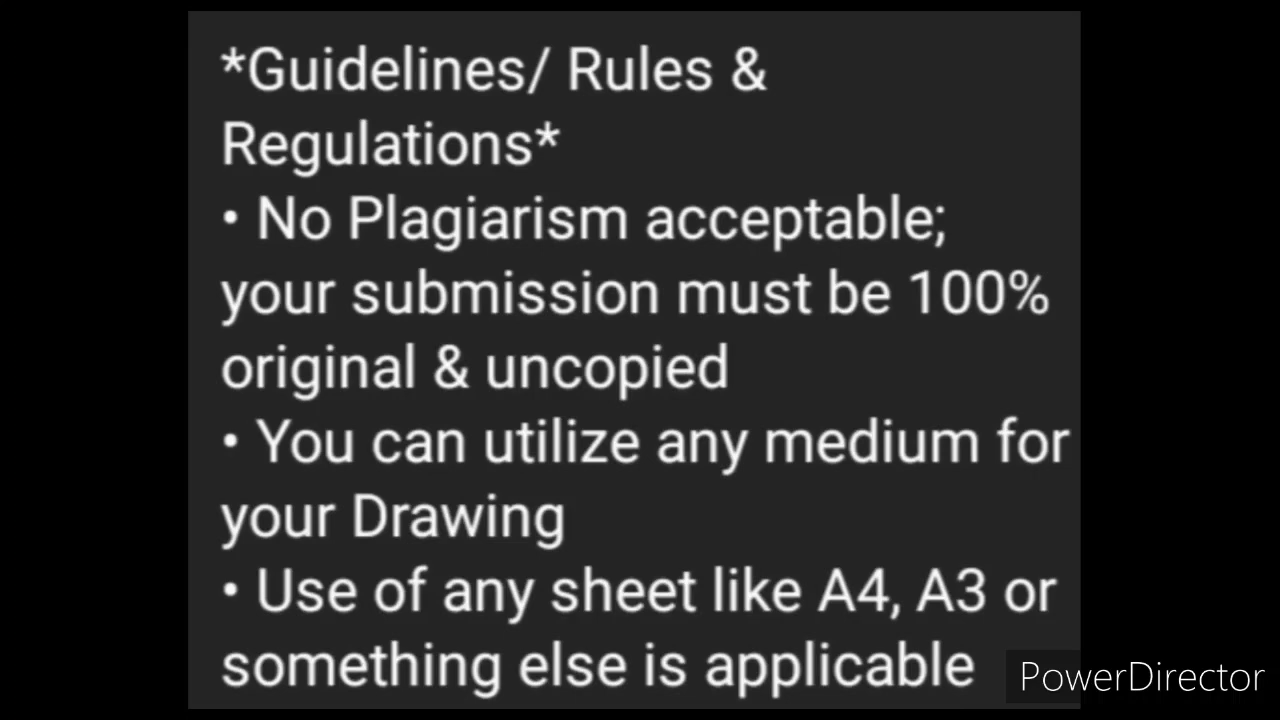 *Guidelines/ Rules &
Regulations*
• No Plagiarism acceptable;
your submission must be 100%
original & uncopied
• You can utilize any medium for
your Drawing
• Use of any sheet like A4, A3 or
something else is applicable
PowerDirector